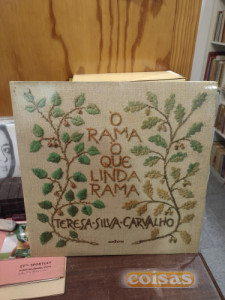 O
RAMA
O
QUE
LINDA
RAMA
TERESA-SILVA-CARVALHO
coisas